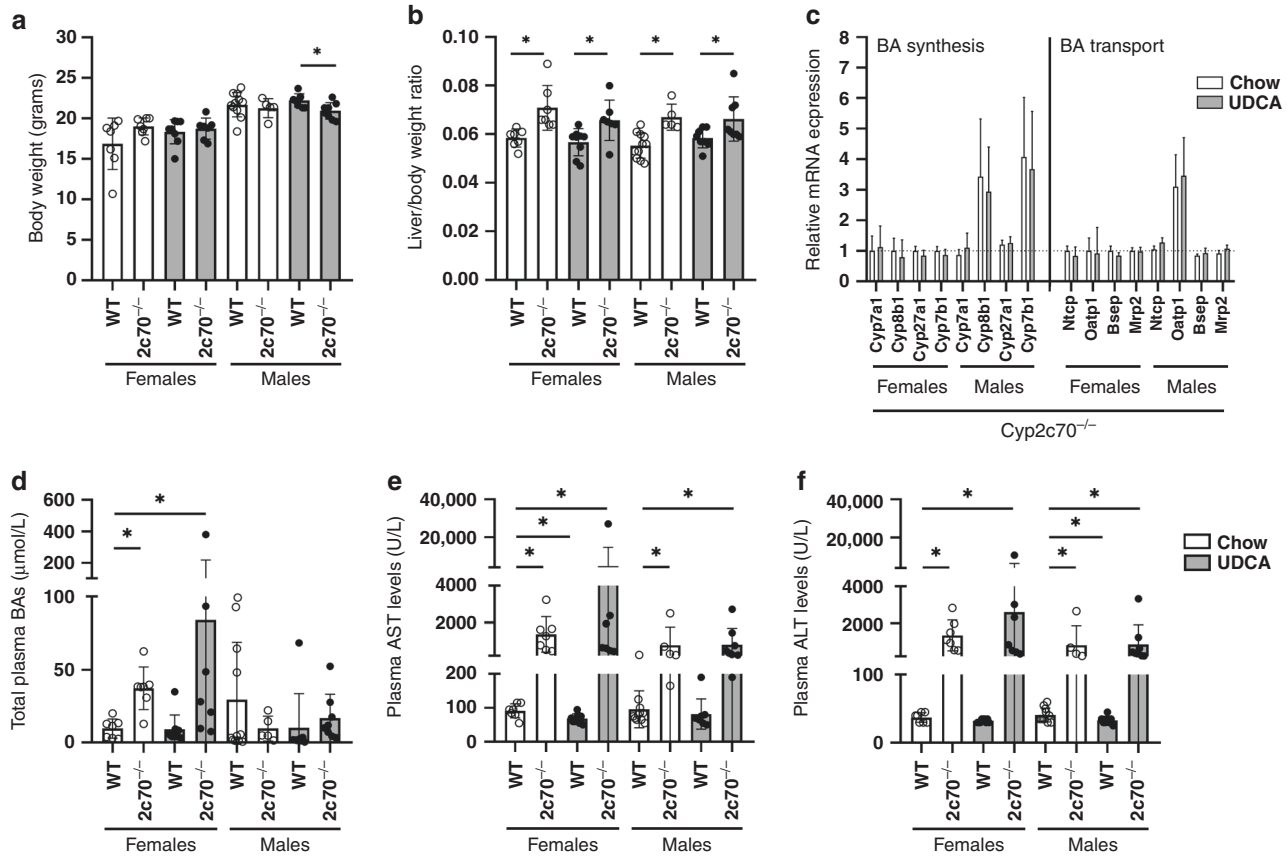 a
Body weight (grams)
30
25
20
15
10
5
0
*
WT
2c70−/−
WT
2c70−/−
WT
2c70−/−
WT
2c70−/−
Females
Males
b
Liver/body weight ratio
0.10
0.08
0.06
0.04
0.02
0.00
*
*
*
*
WT
2c70−/−
WT
2c70−/−
WT
2c70−/−
WT
2c70−/−
Females
Males
c
BA synthesis
BA transport
Relative mRNA ecpression
8
7
6
5
4
3
2
1
0
Chow
UDCA
Cyp7a1
Cyp8b1
Cyp27a1
Cyp7b1
Cyp7a1
Cyp8b1
Cyp27a1
Cyp7b1
Ntcp
Oatp1
Bsep
Mrp2
Ntcp
Oatp1
Bsep
Mrp2
Females
Males
Females
Males
Cyp2c70−/−
d
Total plasma BAs (μmol/L)
600
400
200
100
50
0
*
*
WT
2c70−/−
WT
2c70−/−
WT
2c70−/−
WT
2c70−/−
Females
Males
e
Plasma AST levels (U/L)
40,000
20,000
4000
2000
200
100
0
*
*
*
*
*
WT
2c70−/−
WT
2c70−/−
WT
2c70−/−
WT
2c70−/−
Females
Males
f
Plasma ALT levels (U/L)
40,000
20,000
4000
2000
100
0
*
*
*
*
*
WT
2c70−/−
WT
2c70−/−
WT
2c70−/−
WT
2c70−/−
Females
Males
Chow
UDCA